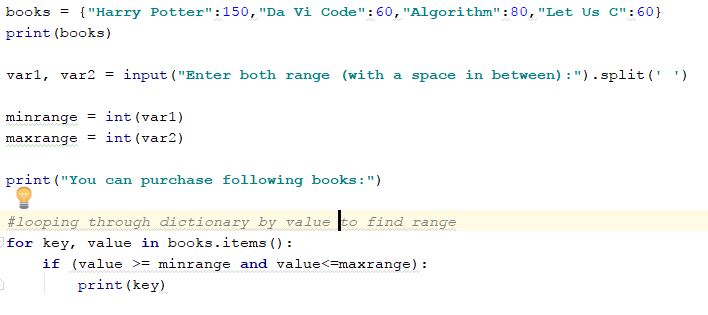 books = {"Harry Potter":150,"Da Vi Code":60,"Algorithm":80,"Let Us C":60}
print(books)
var1, var2 = input("Enter both range (with a space in between):").split(' ')
minrange = int(var1)
maxrange = int(var2)
print("You can purchase following books:")
#looping through dictionary by value to find range
for key, value in books.items():
    if (value >= minrange and value<=maxrange):
        print(key)